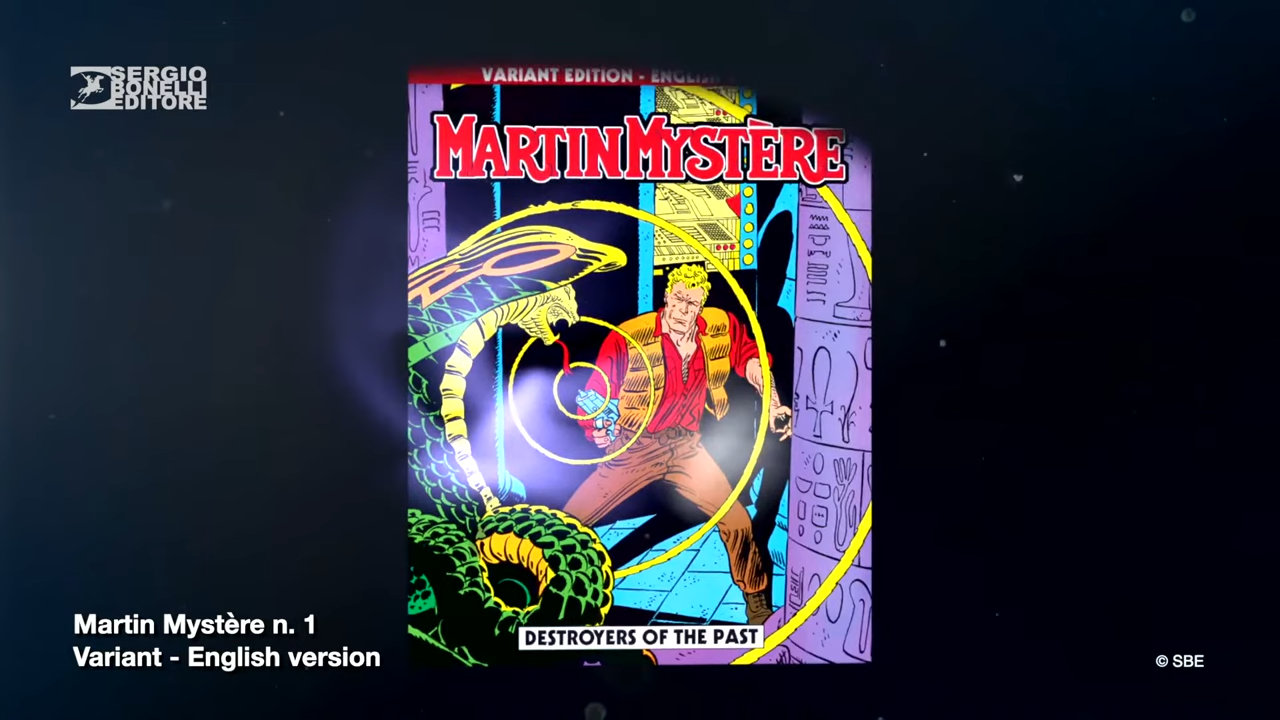 SERGIO
BONELLI
EDITORE
VARIANT EDITION - ENGLISH
MARTIN MYSTÈRE
DESTROYERS OF THE PAST
Martin Mystère n. 1
Variant - English version
© SBE